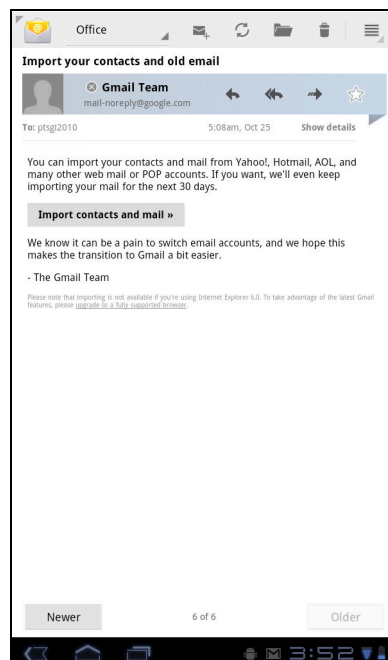 Office
Import your contacts and old email
Gmail Team
mail-noreply@google.com
To: ptsgi2010 5:08am, Oct 25 Show details
You can import your contacts and mail from Yahoo!, Hotmail, AOL, and
many other web mail or POP accounts. If you want, we'll even keep
importing your mail for the next 30 days.
Import contacts and mail »
We know it can be a pain to switch email accounts, and we hope this
makes the transition to Gmail a bit easier.
- The Gmail Team
Please note that importing is not available if you're using Internet Explorer 6.0. To take advantage of the latest Gmail
features, please upgrade to a fully supported browser.
Newer 6 of 6 Older
3:52